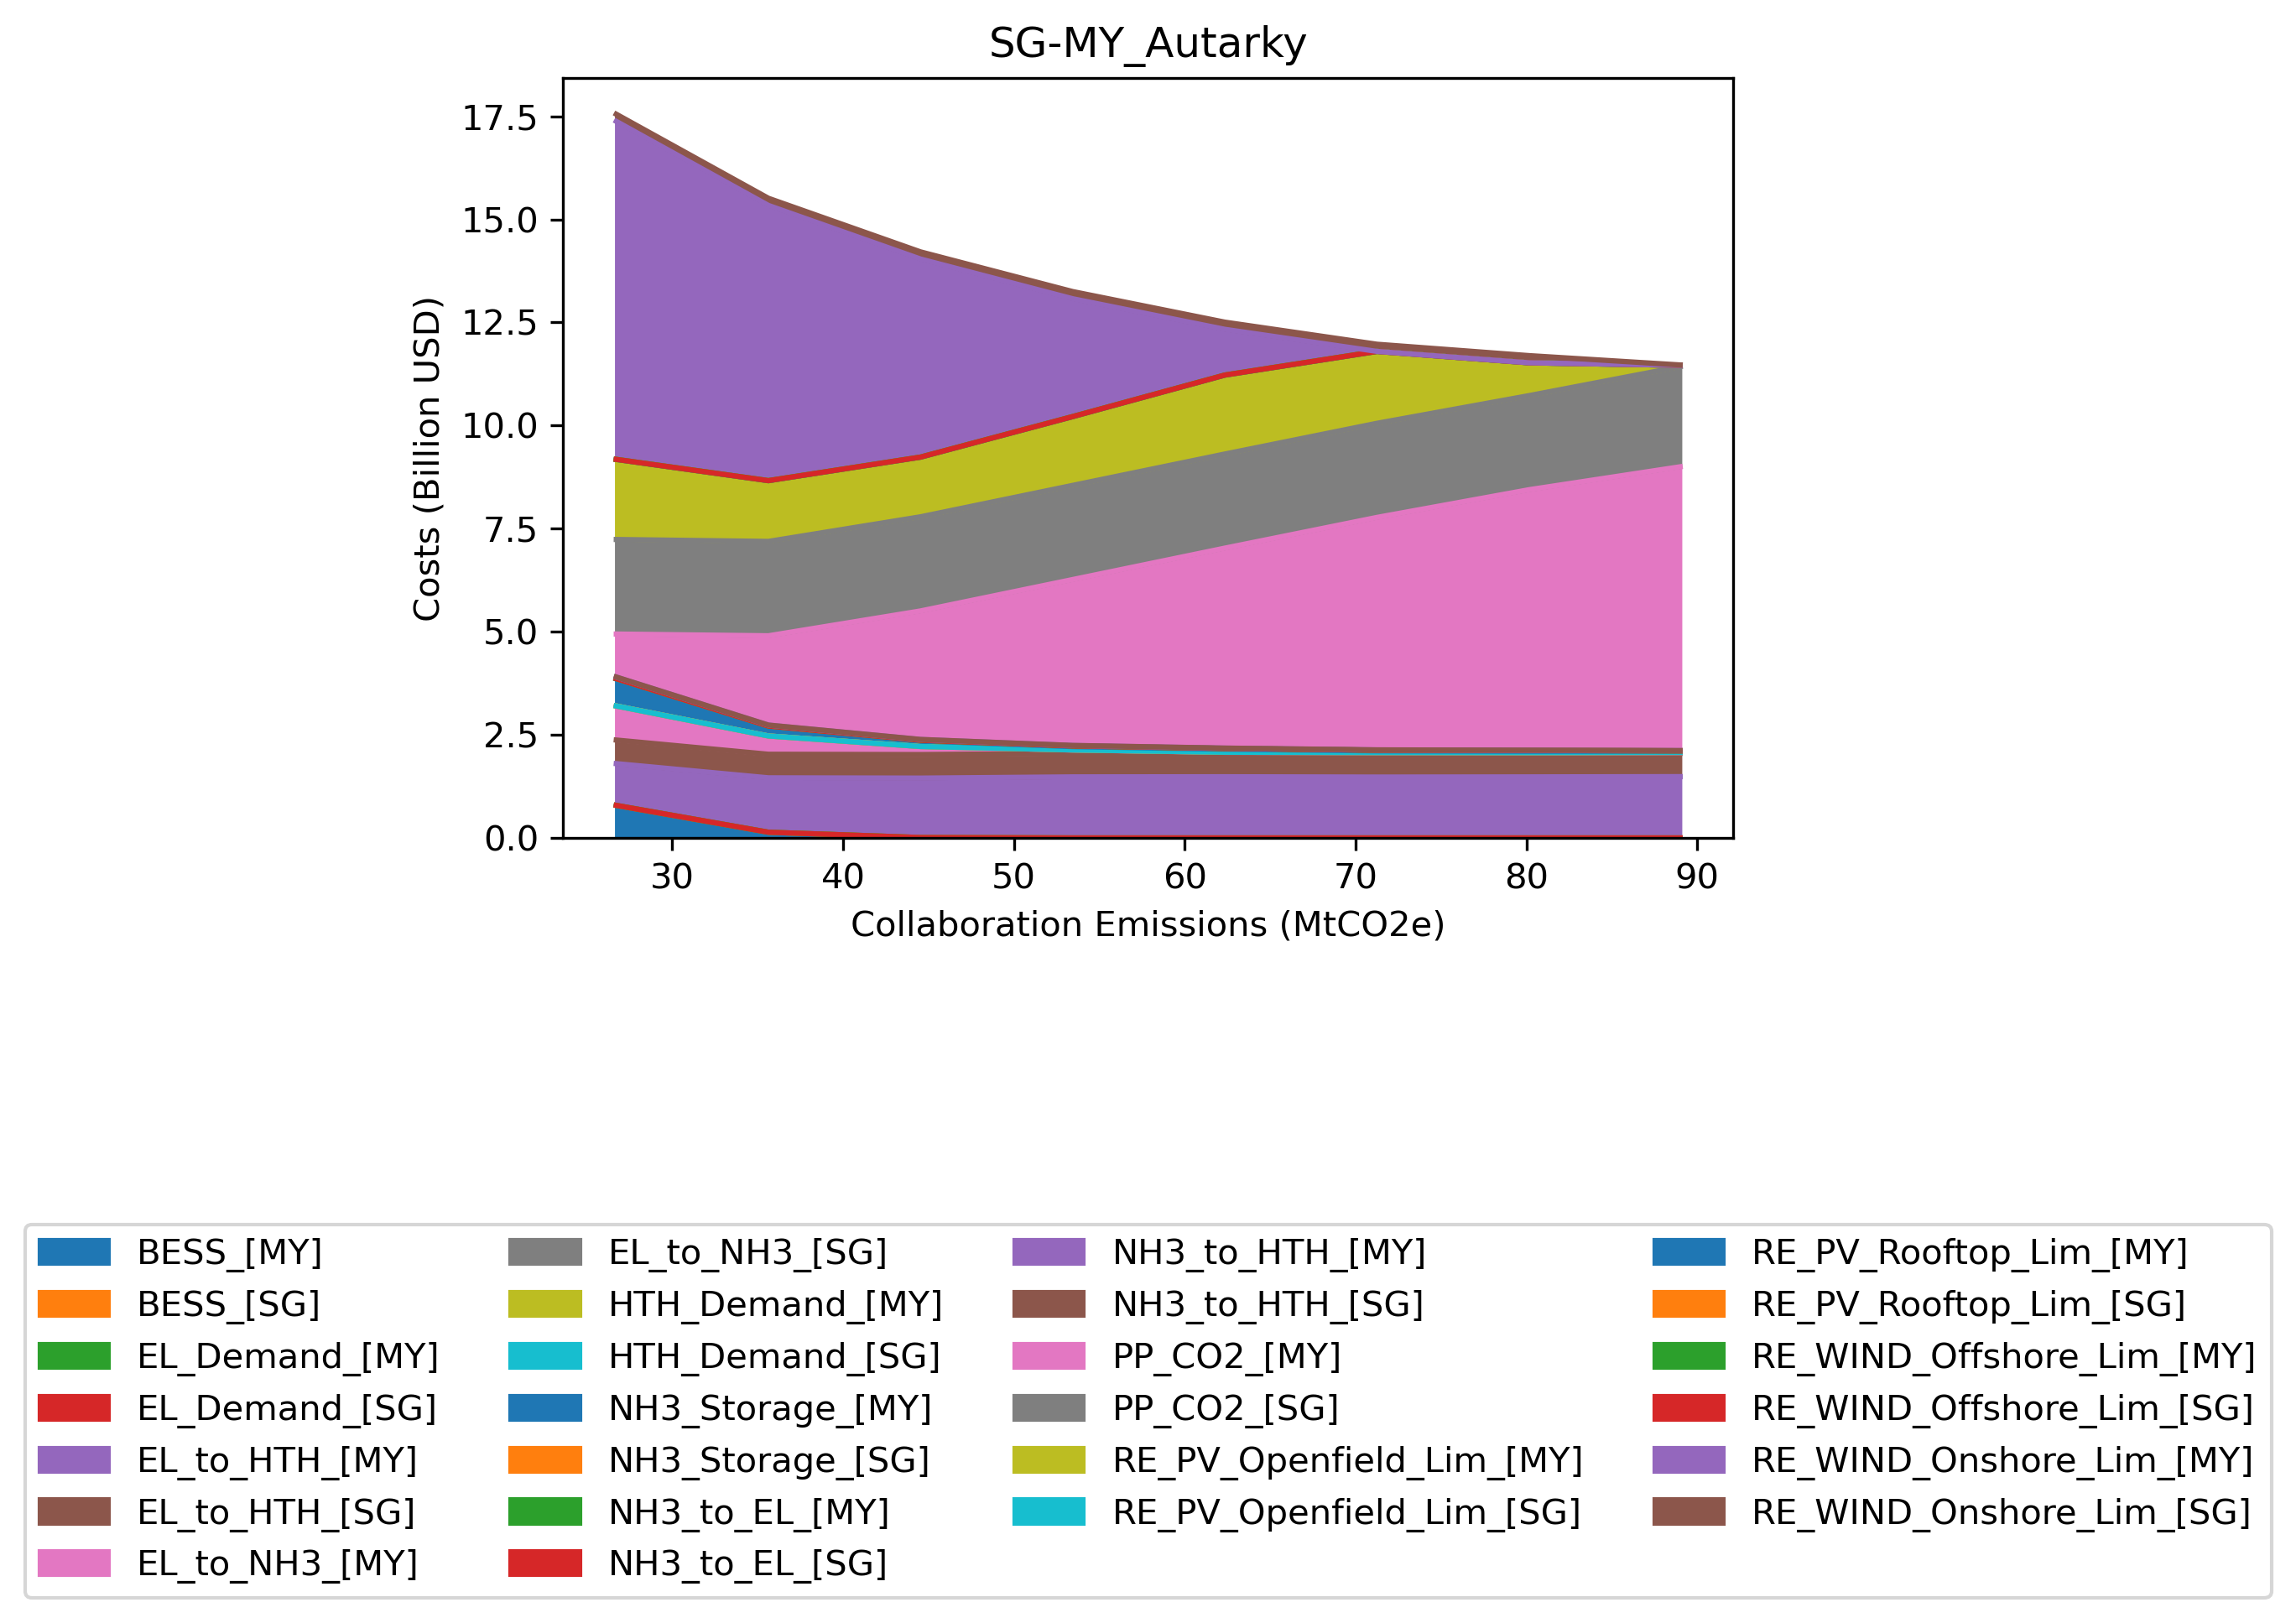 SG-MY_Autarky
Costs (Billion USD)
17.5
15.0
12.5
10.0
7.5
5.0
2.5
0.0
30 40 50 60 70 80 90
Collaboration Emissions (MtCO2e)
BESS_[MY]
BESS_[SG]
EL_Demand_[MY]
EL_Demand_[SG]
EL_to_HTH_[MY]
EL_to_HTH_[SG]
EL_to_NH3_[MY]
EL_to_NH3_[SG]
HTH_Demand_[MY]
HTH_Demand_[SG]
NH3_Storage_[MY]
NH3_Storage_[SG]
NH3_to_EL_[MY]
NH3_to_EL_[SG]
NH3_to_HTH_[MY]
NH3_to_HTH_[SG]
PP_CO2_[MY]
PP_CO2_[SG]
RE_PV_Openfield_Lim_[MY]
RE_PV_Openfield_Lim_[SG]
RE_PV_Rooftop_Lim_[MY]
RE_PV_Rooftop_Lim_[SG]
RE_WIND_Offshore_Lim_[MY]
RE_WIND_Offshore_Lim_[SG]
RE_WIND_Onshore_Lim_[MY]
RE_WIND_Onshore_Lim_[SG]